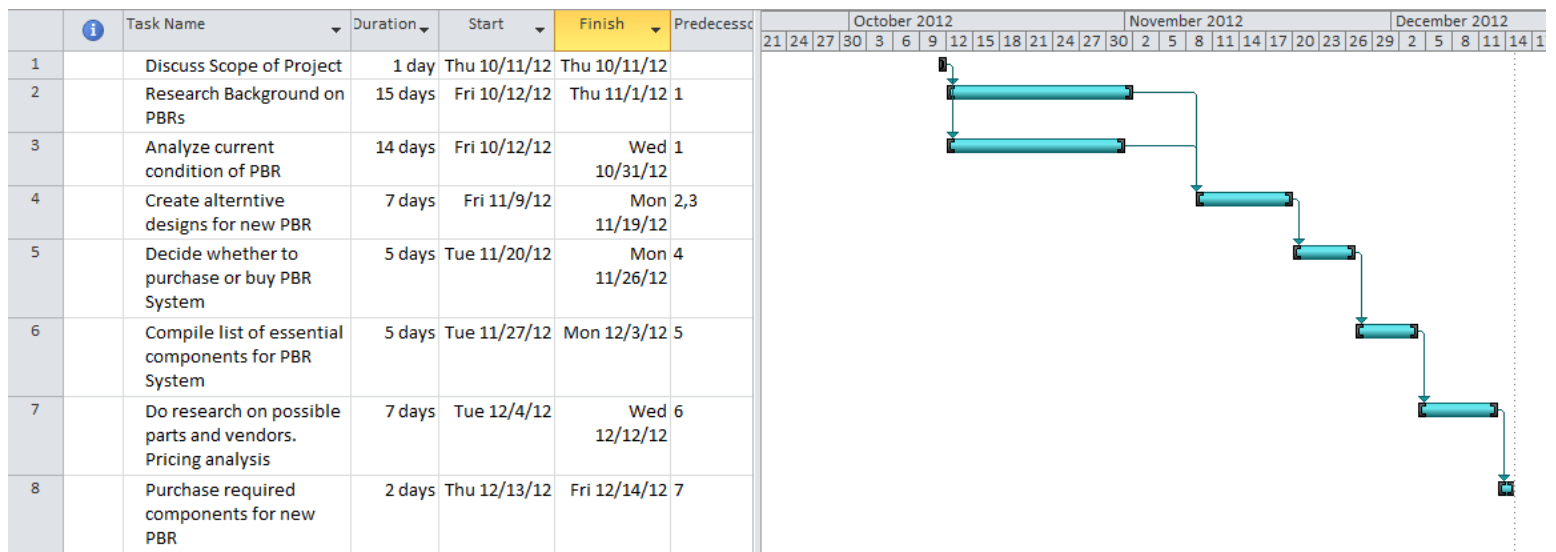 Task Name Duration Start Finish Predecessc
October 2012 November 2012 December 2012
21 24 27 30 3 6 9 12 15 18 21 24 27 30 2 5 8 11 14 17 20 23 26 29 2 5 8 11 14 1
1 Discuss Scope of Project 1 day Thu 10/11/12 Thu 10/11/12
2 Research Background on 15 days Fri 10/12/12 Thu 11/1/12 1
PBRs
3 Analyze current 14 days Fri 10/12/12 Wed 1
condition of PBR 10/31/12
4 Create alterntive 7 days Fri 11/9/12 Mon 2,3
designs for new PBR 11/19/12
5 Decide whether to 5 days Tue 11/20/12 Mon 4
purchase or buy PBR 11/26/12
System
6 Compile list of essential 5 days Tue 11/27/12 Mon 12/3/12 5
components for PBR
System
7 Do research on possible 7 days Tue 12/4/12 Wed 6
parts and vendors. 12/12/12
Pricing analysis
8 Purchase required 2 days Thu 12/13/12 Fri 12/14/12 7
components for new
PBR